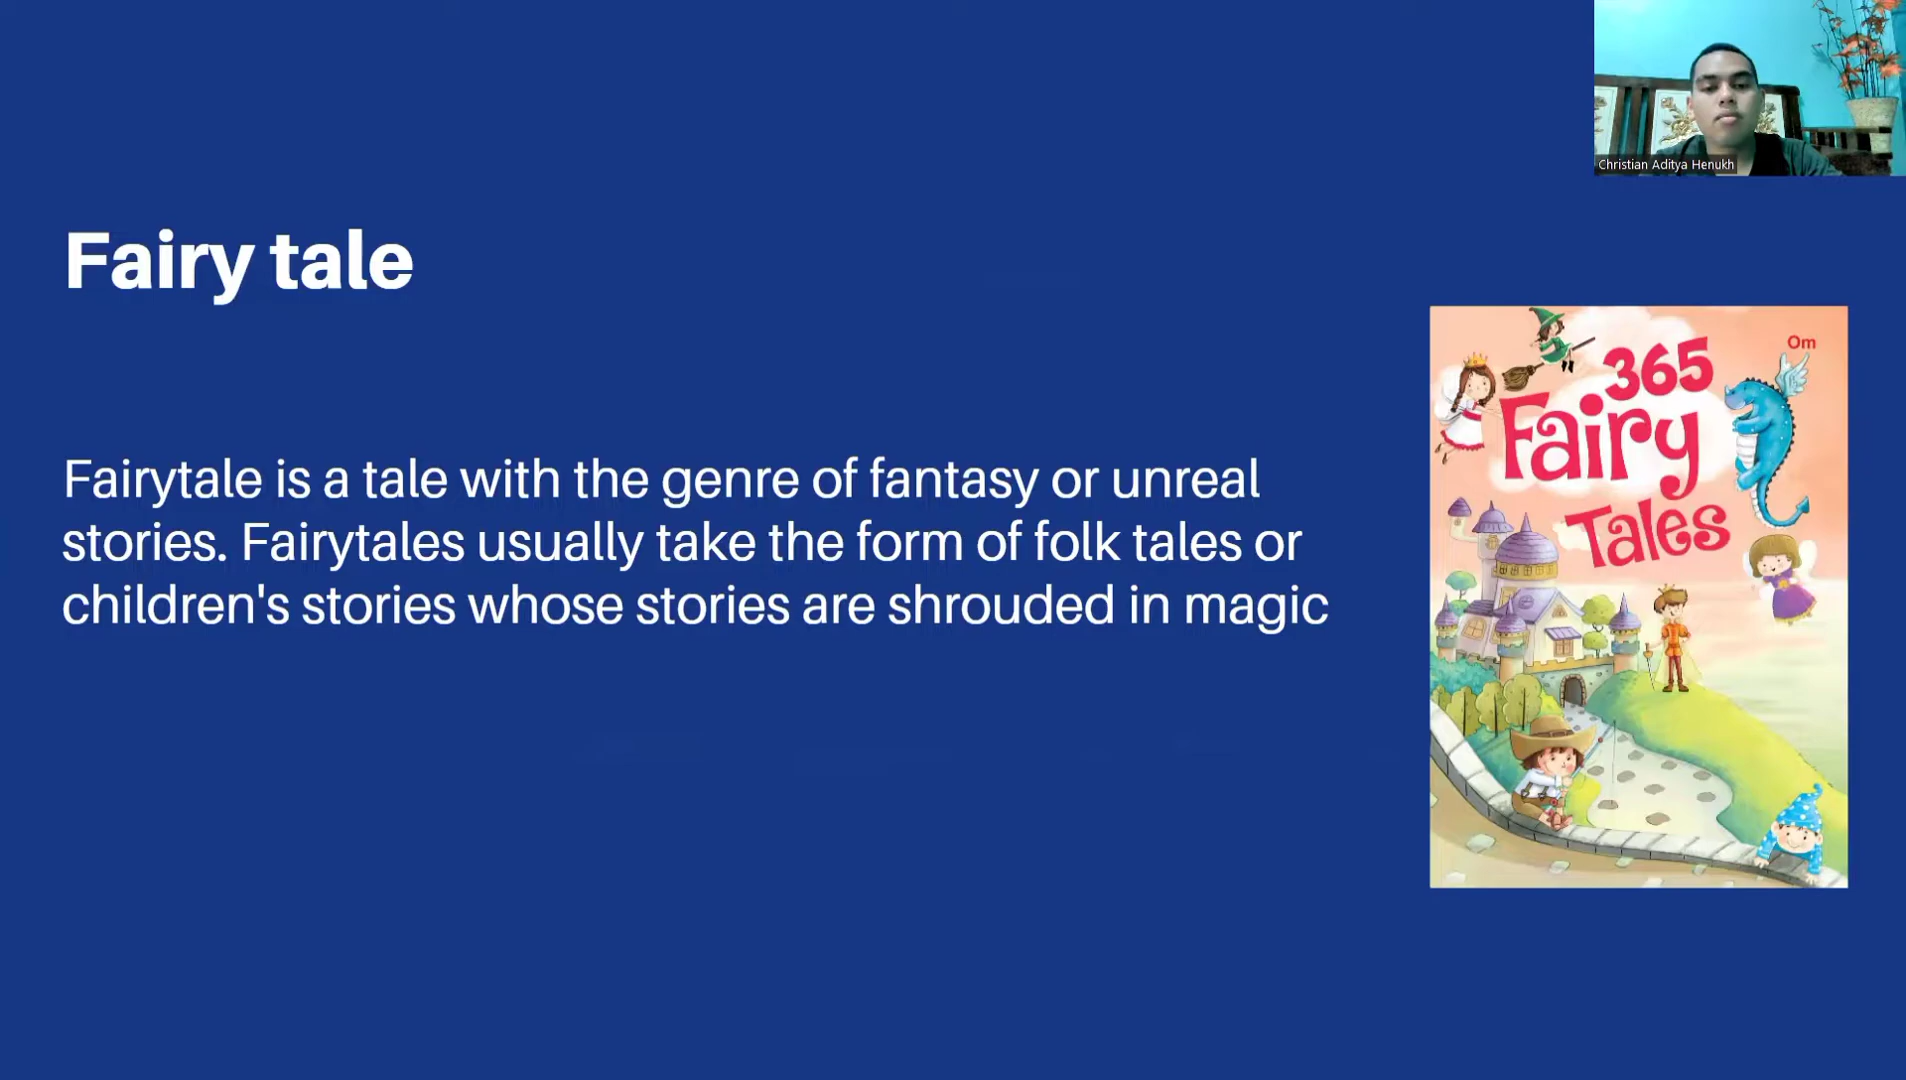 Christian Aditya Henukh
Fairy tale
Fairytale is a tale with the genre of fantasy or unreal
stories. Fairytales usually take the form of folk tales or
children's stories whose stories are shrouded in magic
Om
365
Fairy
Tales